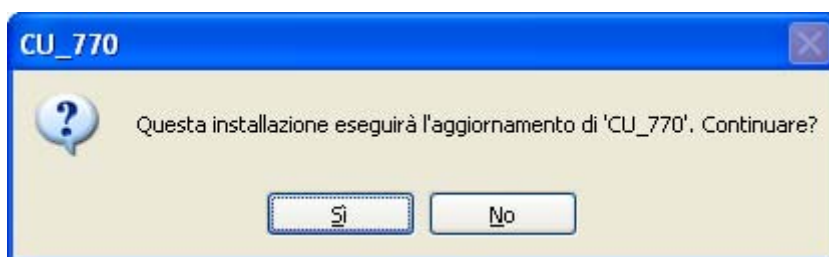 CU_770
Questa installazione eseguirà l'aggiornamento di 'CU_770'. Continuare?
Sì
No